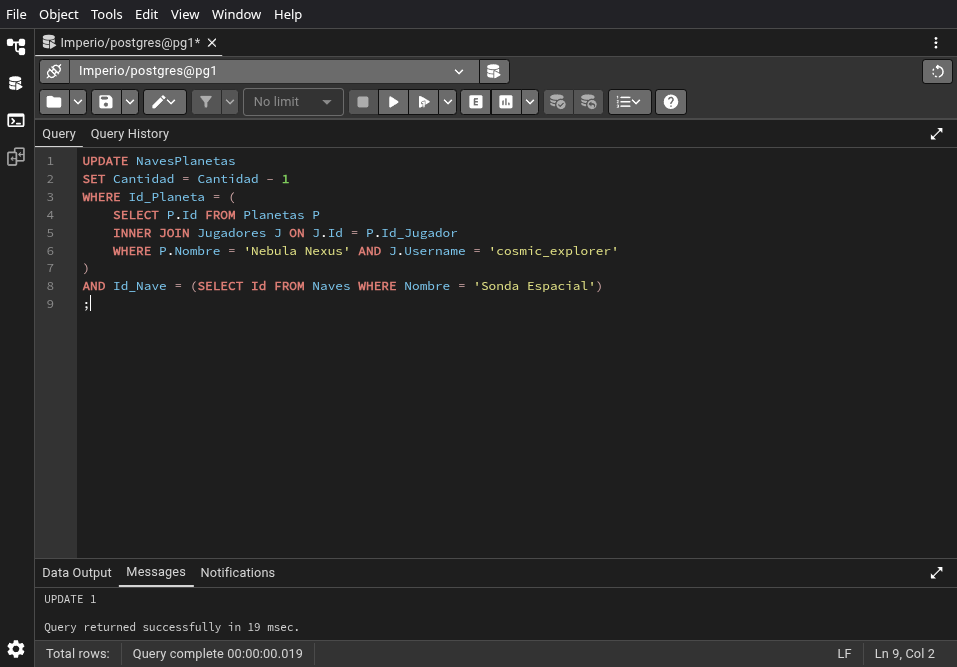 File Object Tools Edit View Window Help
Imperio/postgres@pg1*
Imperio/postgres@pg1
No limit E
Query Query History
1 UPDATE NavesPlanetas
2 SET Cantidad = Cantidad - 1
3 WHERE Id_Planeta = (
4 SELECT P.Id FROM Planetas P
5 INNER JOIN Jugadores J ON J.Id = P.Id_Jugador
6 WHERE P.Nombre = 'Nebula Nexus' AND J.Username = 'cosmic_explorer'
7 )
8 AND Id_Nave = (SELECT Id FROM Naves WHERE Nombre = 'Sonda Espacial')
9 ;
Data Output Messages Notifications
UPDATE 1
Query returned successfully in 19 msec.
Total rows: Query complete 00:00:00.019 LF Ln 9, Col 2